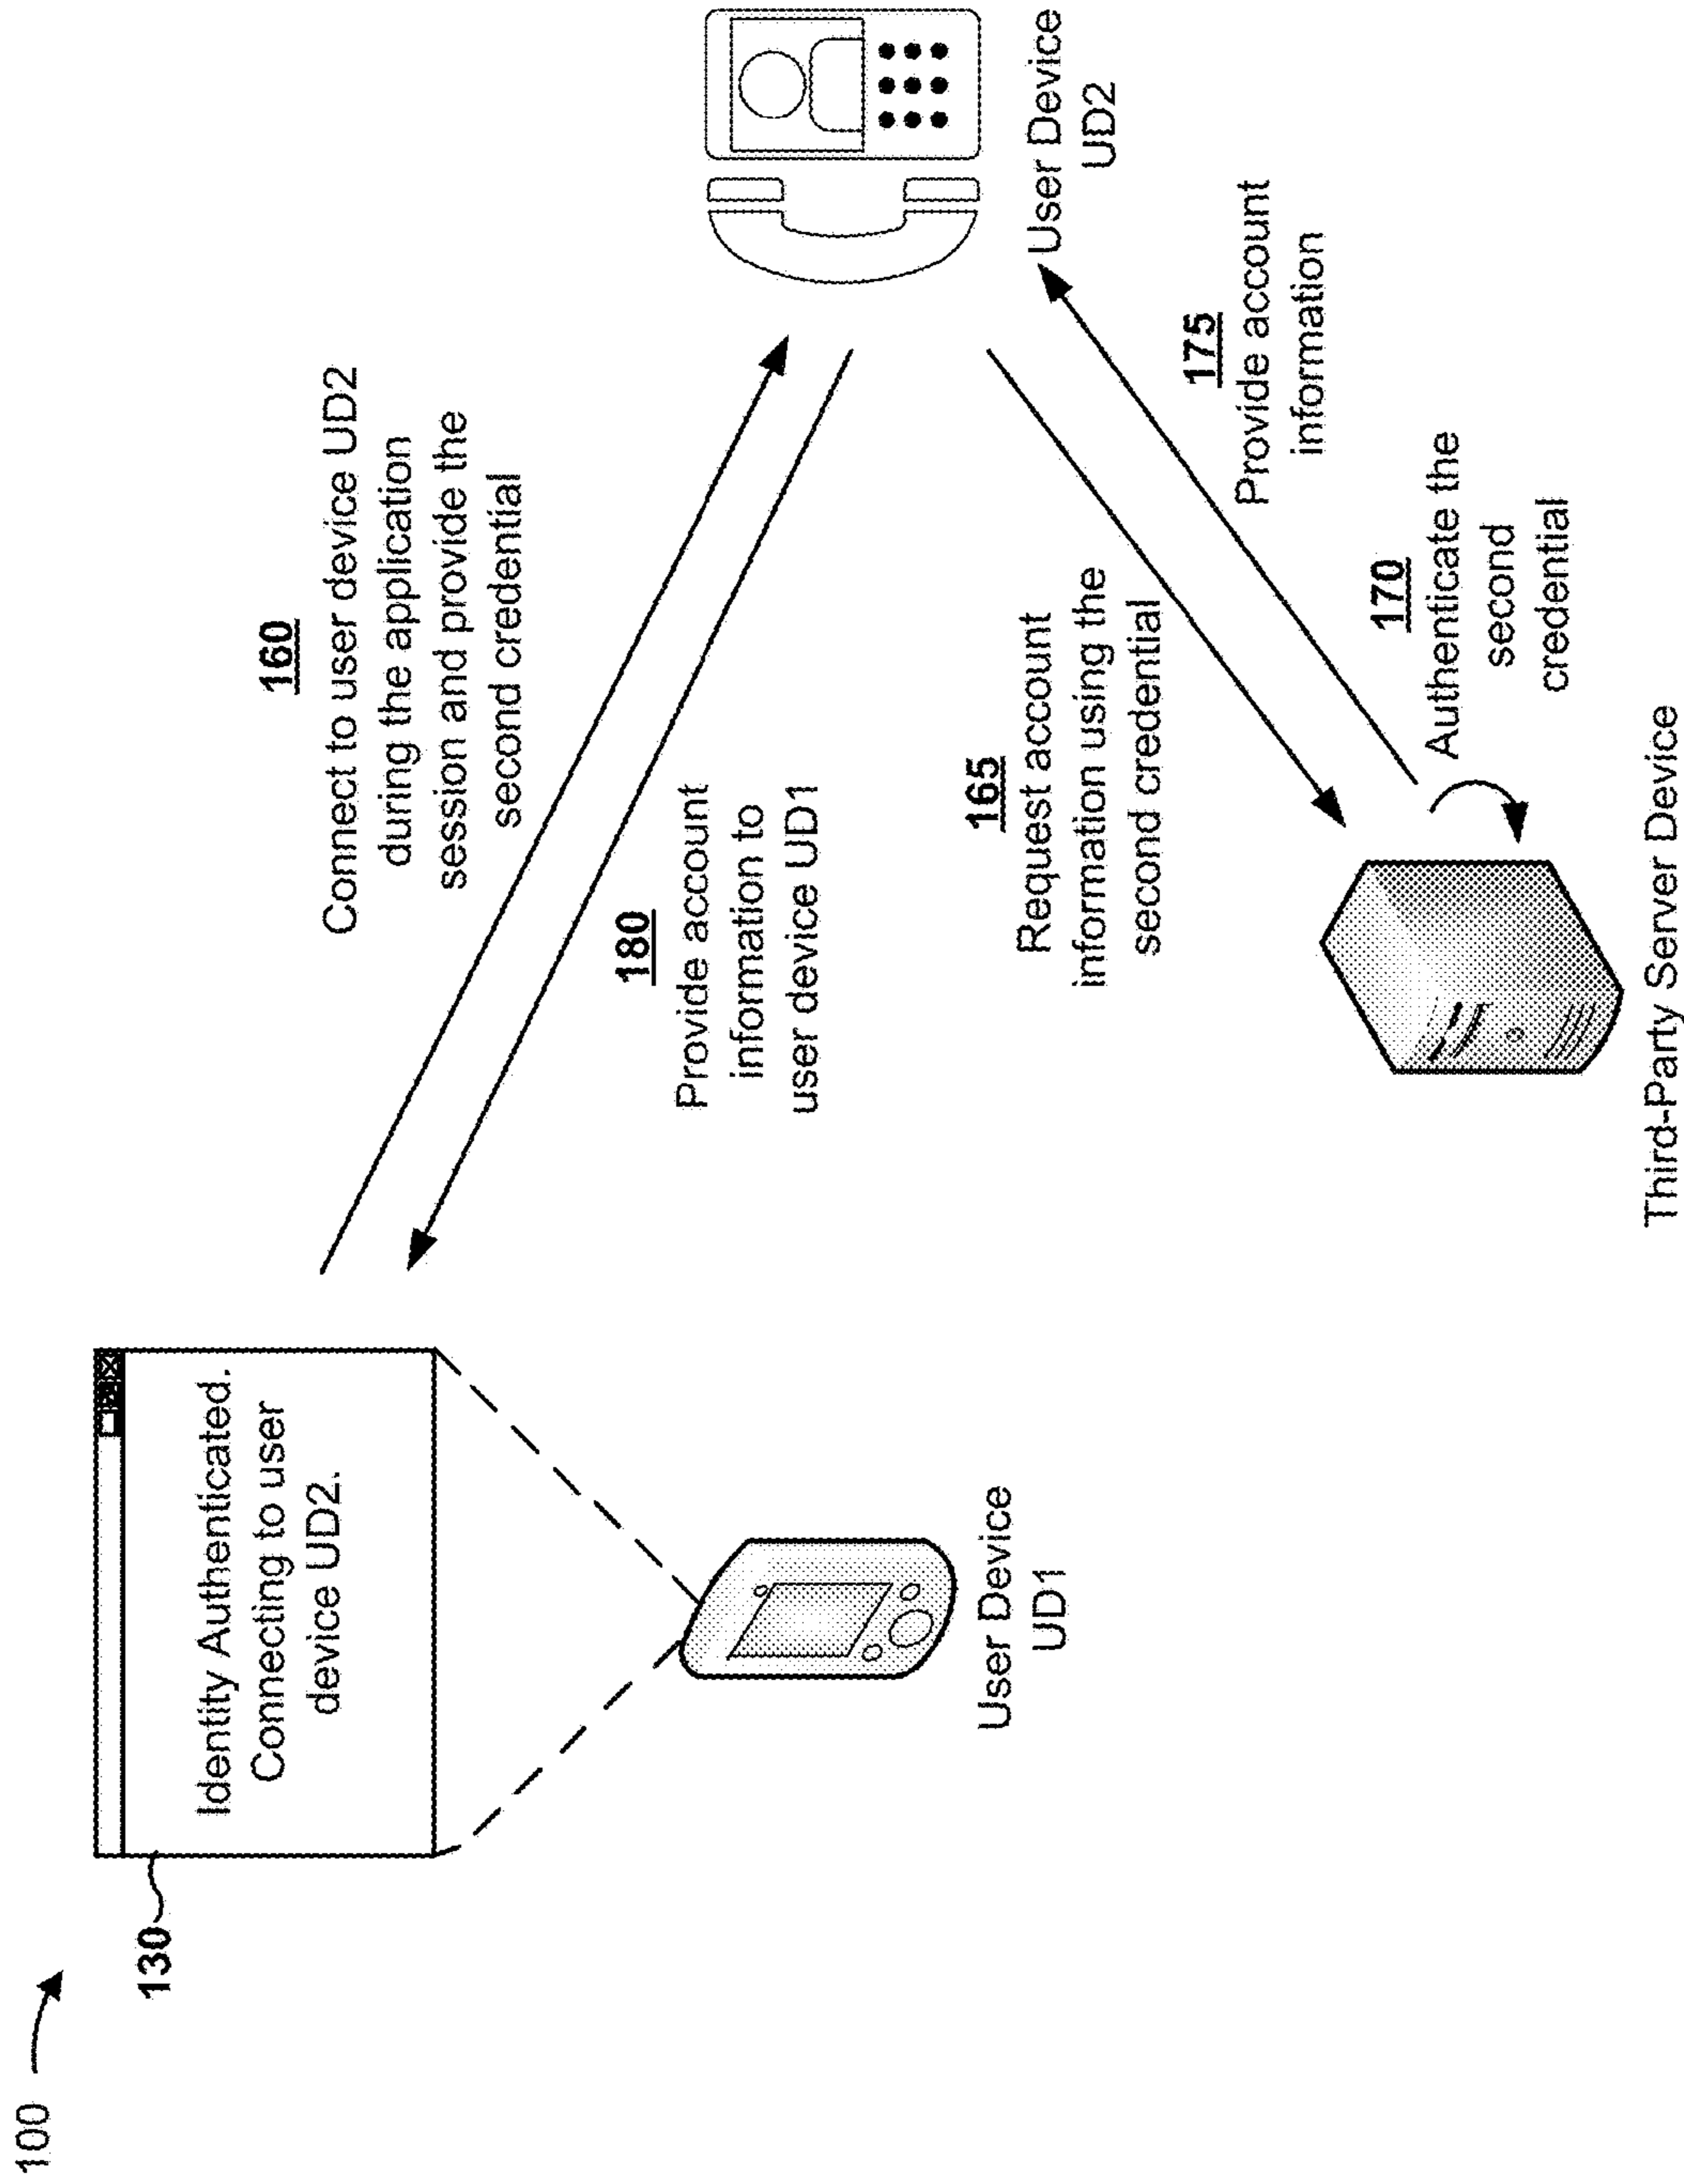 100
130
Identity Authenticated.
Connecting to user
device UD2.
User Device
UD1
160
Connect to user device UD2
during the application
session and provide the
second credential
180
Provide account
information to
user device UD1
User Device
UD2
165
Request account
information using the
second credential
175
Provide account
information
170
Authenticate the
second
credential
Third-Party Server Device